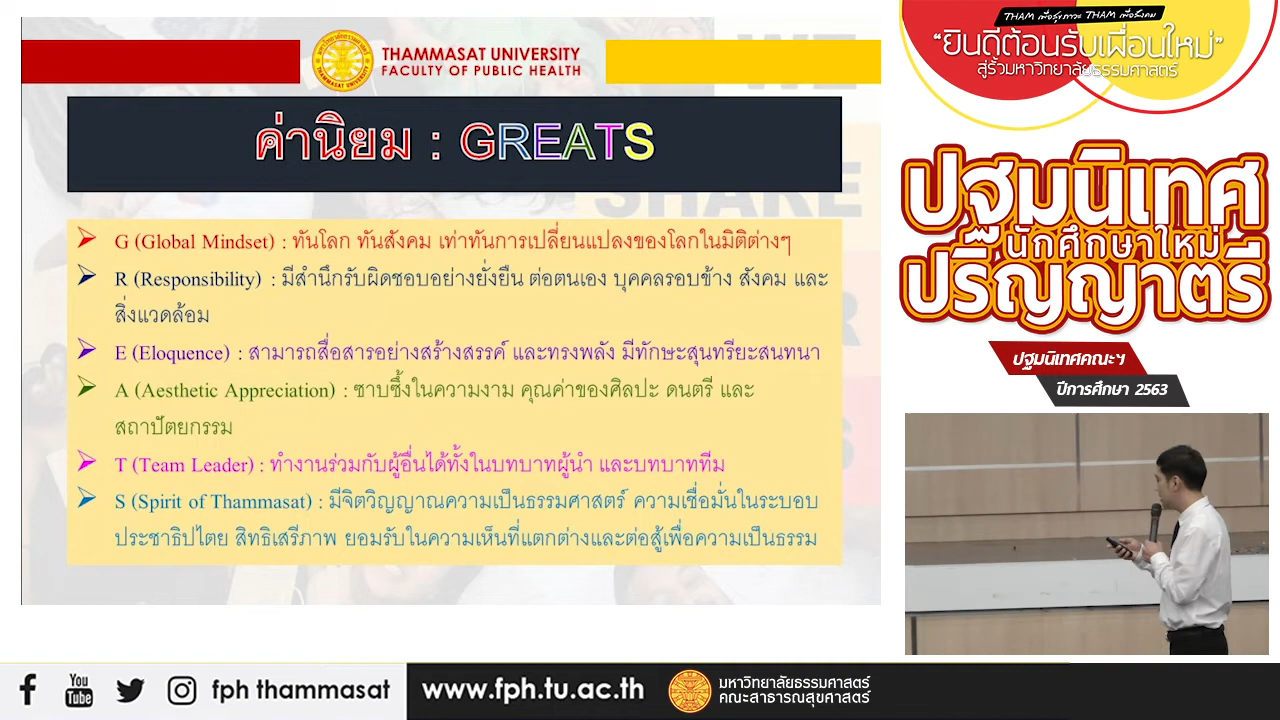 THAMMASAT UNIVERSITY
FACULTY OF PUBLIC HEALTH
ค่านิยม : GREATS
G (Global Mindset) : ทันโลก ทันสังคม เท่าทันการเปลี่ยนแปลงของโลกในมิติต่างๆ
R (Responsibility) : มีสำนึกรับผิดชอบอย่างยั่งยืน ต่อตนเอง บุคคลรอบข้าง สังคม และ
สิ่งแวดล้อม
E (Eloquence) : สามารถสื่อสารอย่างสร้างสรรค์ และทรงพลัง มีทักษะสุนทรียะสนทนา
A (Aesthetic Appreciation) : ซาบซึ้งในความงาม คุณค่าของศิลปะ ดนตรี และ
สถาปัตยกรรม
T (Team Leader) : ทำงานร่วมกับผู้อื่นได้ทั้งในบทบาทผู้นำ และบทบาททีม
S (Spirit of Thammasat) : มีจิตวิญญาณความเป็นธรรมศาสตร์ ความเชื่อมั่นในระบอบ
ประชาธิปไตย สิทธิเสรีภาพ ยอมรับในความเห็นที่แตกต่างและต่อสู้เพื่อความเป็นธรรม
WE
SHARE
THAM เพื่อสุขภาวะ THAM เพื่อสังคม
“ยินดีต้อนรับเพื่อนใหม่”
สู่รั้วมหาวิทยาลัยธรรมศาสตร์
ปฐมนิเทศ
นักศึกษาใหม่
ปริญญาตรี
ปฐมนิเทศคณะฯ
ปีการศึกษา 2563
You
Tube
fph thammasat
www.fph.tu.ac.th
มหาวิทยาลัยธรรมศาสตร์
คณะสาธารณสุขศาสตร์